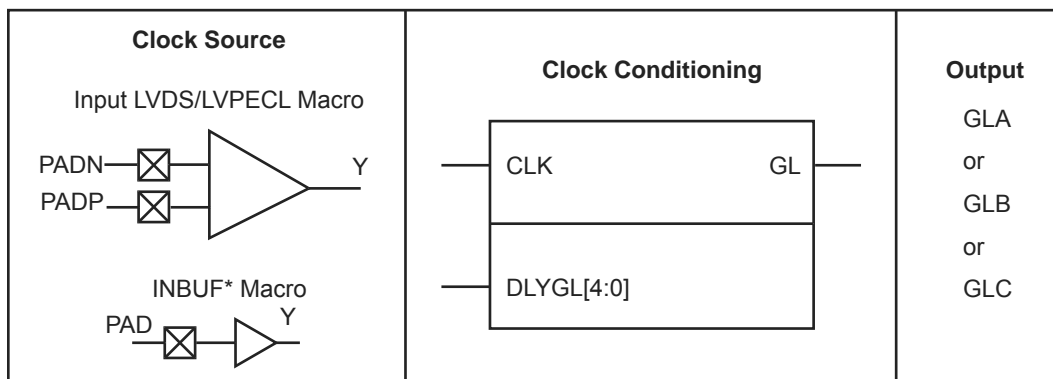 Clock Source
Input LVDS/LVPECL Macro
PADN
PADP
Y
INBUF* Macro
PAD
Y
Clock Conditioning
CLK
GL
DLYGL[4:0]
Output
GLA
or
GLB
or
GLC